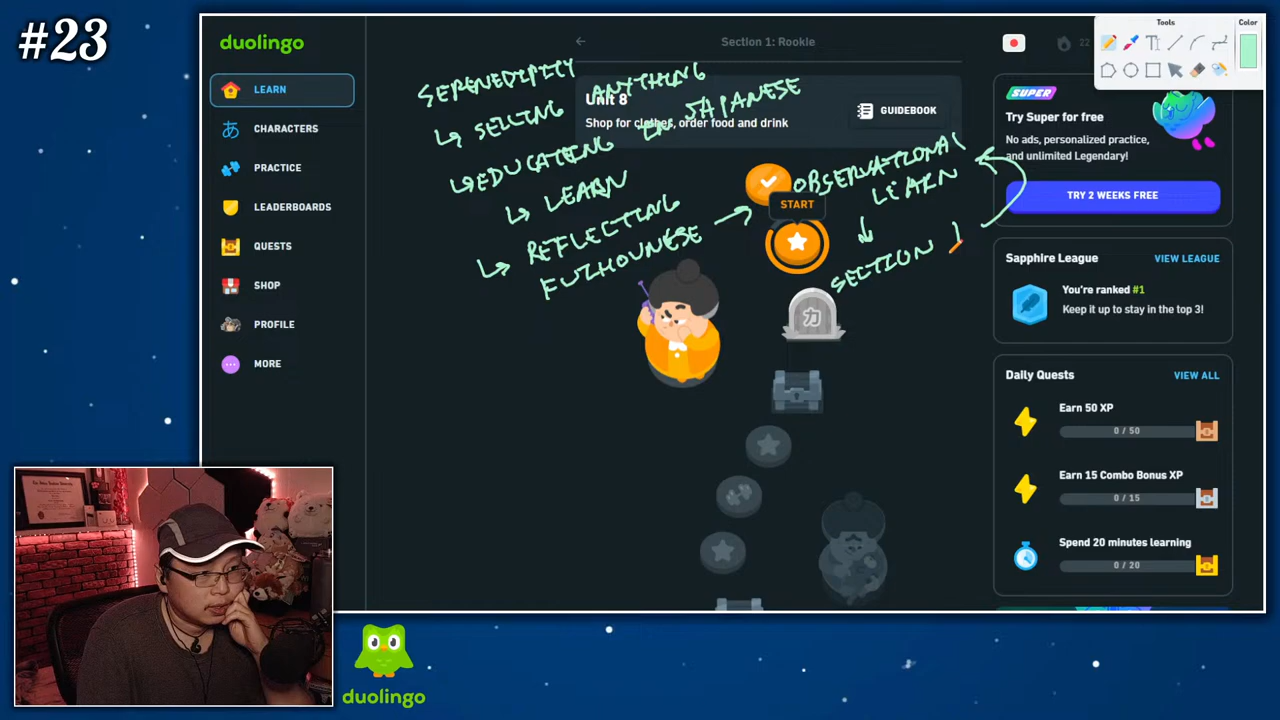 #23
duolingo
LEARN
CHARACTERS
PRACTICE
LEADERBOARDS
QUESTS
SHOP
PROFILE
MORE
Section 1: Rookie
Unit 8
Shop for clothes, order food and drink
GUIDEBOOK
SERENEDIPITY
↳ SELLING ANYTHING
↳ EDUCATING IN JAPANESE
↳ LEARN
↳ REFLECTING
FUZHOUNESE →
OBSERVATIONAL
LEARN
↓
SECTION 1
START
力
22
Tools
Color
SUPER
Try Super for free
No ads, personalized practice,
and unlimited Legendary!
TRY 2 WEEKS FREE
Sapphire League
VIEW LEAGUE
You're ranked #1
Keep it up to stay in the top 3!
Daily Quests
VIEW ALL
Earn 50 XP
0 / 50
Earn 15 Combo Bonus XP
0 / 15
Spend 20 minutes learning
0 / 20
duolingo